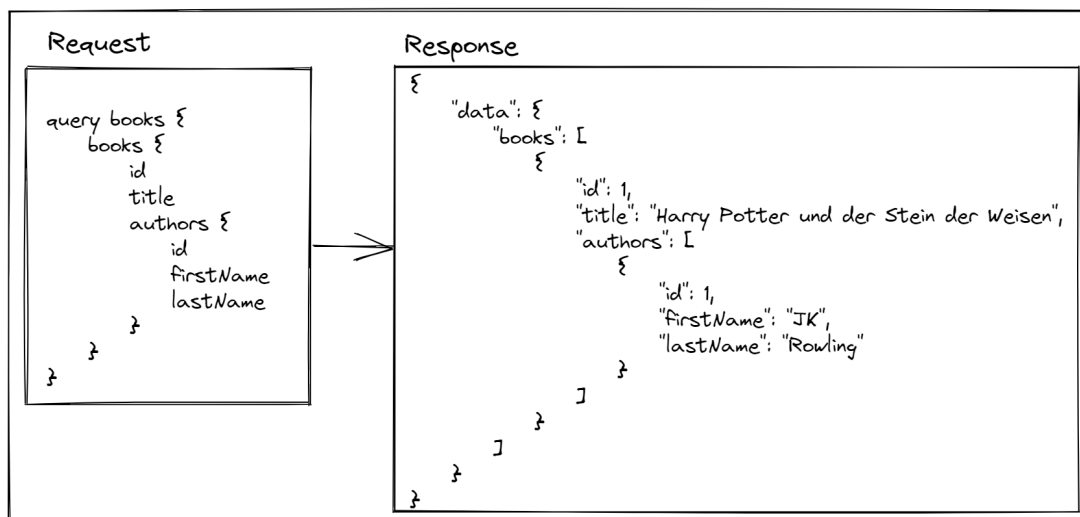 Request
query books {
books {
id
title
authors {
id
firstName
lastName
}
}
}
Response
{
"data": {
"books": [
{
"id": 1,
"title": "Harry Potter und der Stein der Weisen",
"authors": [
{
"id": 1,
"firstName": "JK",
"lastName": "Rowling"
}
]
}
]
}
}